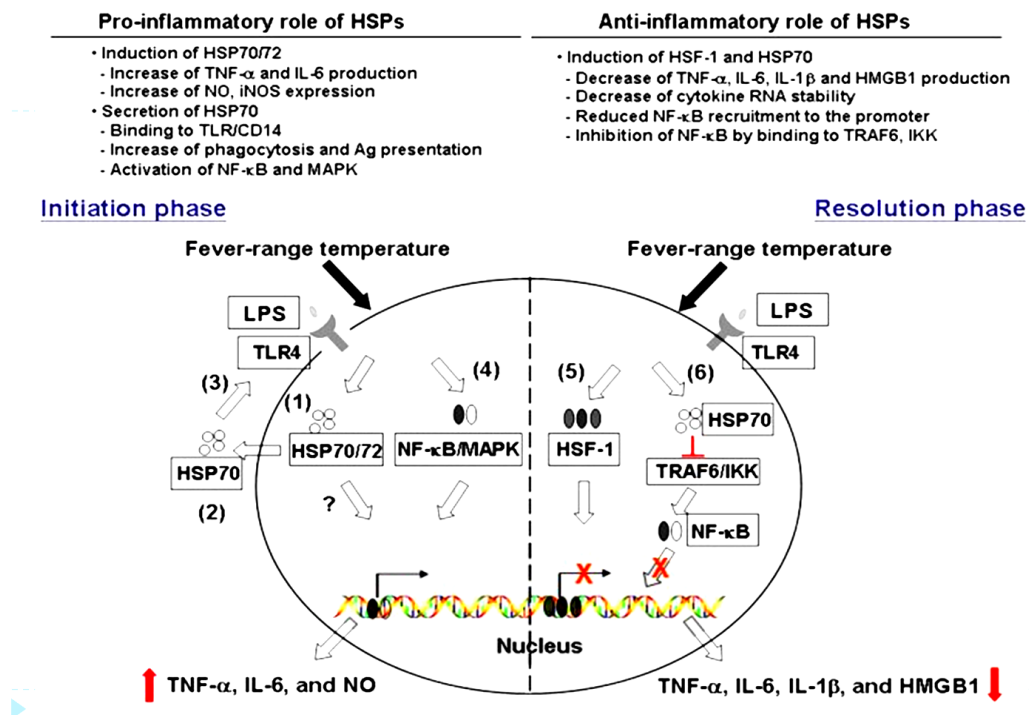 Pro-inflammatory role of HSPs
• Induction of HSP70/72
- Increase of TNF-α and IL-6 production
- Increase of NO, iNOS expression
• Secretion of HSP70
- Binding to TLR/CD14
- Increase of phagocytosis and Ag presentation
- Activation of NF-κB and MAPK
Anti-inflammatory role of HSPs
• Induction of HSF-1 and HSP70
- Decrease of TNF-α, IL-6, IL-1β and HMGB1 production
- Decrease of cytokine RNA stability
- Reduced NF-κB recruitment to the promoter
- Inhibition of NF-κB by binding to TRAF6, IKK
Initiation phase
Resolution phase
Fever-range temperature
Fever-range temperature
LPS
TLR4
LPS
TLR4
(3)
(1)
(4)
(5)
(6)
HSP70
HSP70/72
NF-κB/MAPK
HSF-1
HSP70
TRAF6/IKK
(2)
?
NF-κB
X
X
Nucleus
TNF-α, IL-6, and NO
TNF-α, IL-6, IL-1β, and HMGB1